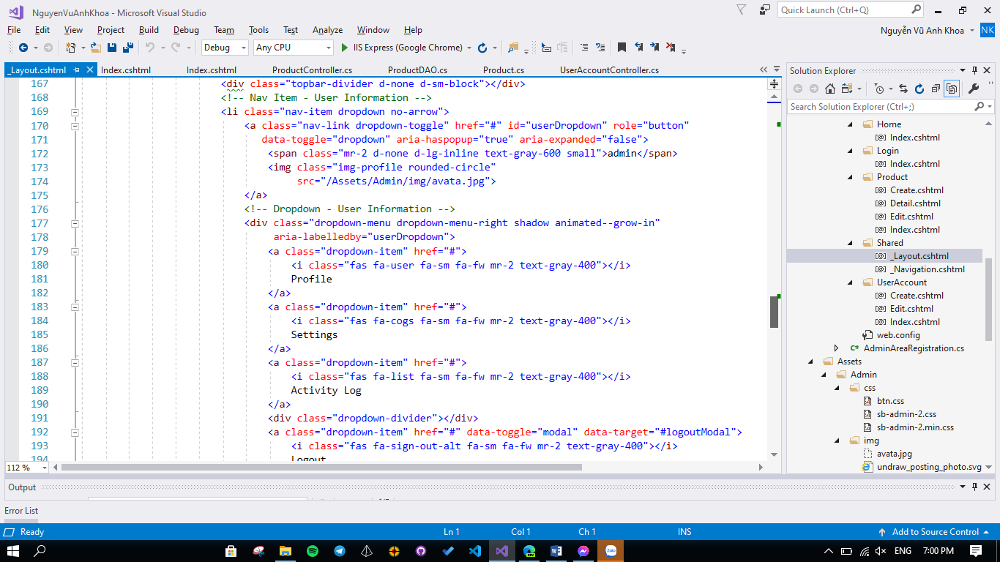 NguyenVuAnhKhoa - Microsoft Visual Studio
Quick Launch (Ctrl+Q)
File Edit View Project Build Debug Team Tools Test Analyze Window Help
Nguyễn Vũ Anh Khoa NK
Debug Any CPU IIS Express (Google Chrome)
_Layout.cshtml Index.cshtml Index.cshtml ProductController.cs ProductDAO.cs Product.cs UserAccountController.cs
167 <div class="topbar-divider d-none d-sm-block"></div>
168 <!-- Nav Item - User Information -->
169 <li class="nav-item dropdown no-arrow">
170 <a class="nav-link dropdown-toggle" href="#" id="userDropdown" role="button"
171 data-toggle="dropdown" aria-haspopup="true" aria-expanded="false">
172 <span class="mr-2 d-none d-lg-inline text-gray-600 small">admin</span>
173 <img class="img-profile rounded-circle"
174 src="/Assets/Admin/img/avata.jpg">
175 </a>
176 <!-- Dropdown - User Information -->
177 <div class="dropdown-menu dropdown-menu-right shadow animated--grow-in"
178 aria-labelledby="userDropdown">
179 <a class="dropdown-item" href="#">
180 <i class="fas fa-user fa-sm fa-fw mr-2 text-gray-400"></i>
181 Profile
182 </a>
183 <a class="dropdown-item" href="#">
184 <i class="fas fa-cogs fa-sm fa-fw mr-2 text-gray-400"></i>
185 Settings
186 </a>
187 <a class="dropdown-item" href="#">
188 <i class="fas fa-list fa-sm fa-fw mr-2 text-gray-400"></i>
189 Activity Log
190 </a>
191 <div class="dropdown-divider"></div>
192 <a class="dropdown-item" href="#" data-toggle="modal" data-target="#logoutModal">
193 <i class="fas fa-sign-out-alt fa-sm fa-fw mr-2 text-gray-400"></i>
194 Logout
112 %
Solution Explorer
Search Solution Explorer (Ctrl+;)
Home
Index.cshtml
Login
Index.cshtml
Product
Create.cshtml
Detail.cshtml
Edit.cshtml
Index.cshtml
Shared
_Layout.cshtml
_Navigation.cshtml
UserAccount
Create.cshtml
Edit.cshtml
Index.cshtml
web.config
C# AdminAreaRegistration.cs
Assets
Admin
css
btn.css
sb-admin-2.css
sb-admin-2.min.css
img
avata.jpg
undraw_posting_photo.svg
Output
Error List
Ready Ln 1 Col 1 Ch 1 INS Add to Source Control
DEV Zalo ENG 7:00 PM